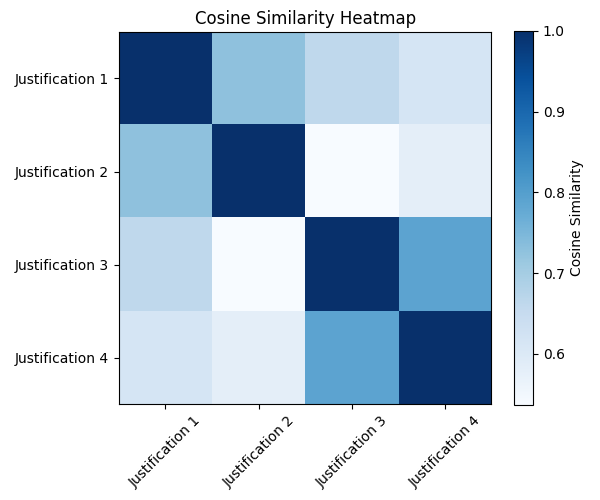 Cosine Similarity Heatmap
Justification 1
Justification 2
Justification 3
Justification 4
Justification 1
Justification 2
Justification 3
Justification 4
1.0
0.9
0.8
0.7
0.6
Cosine Similarity